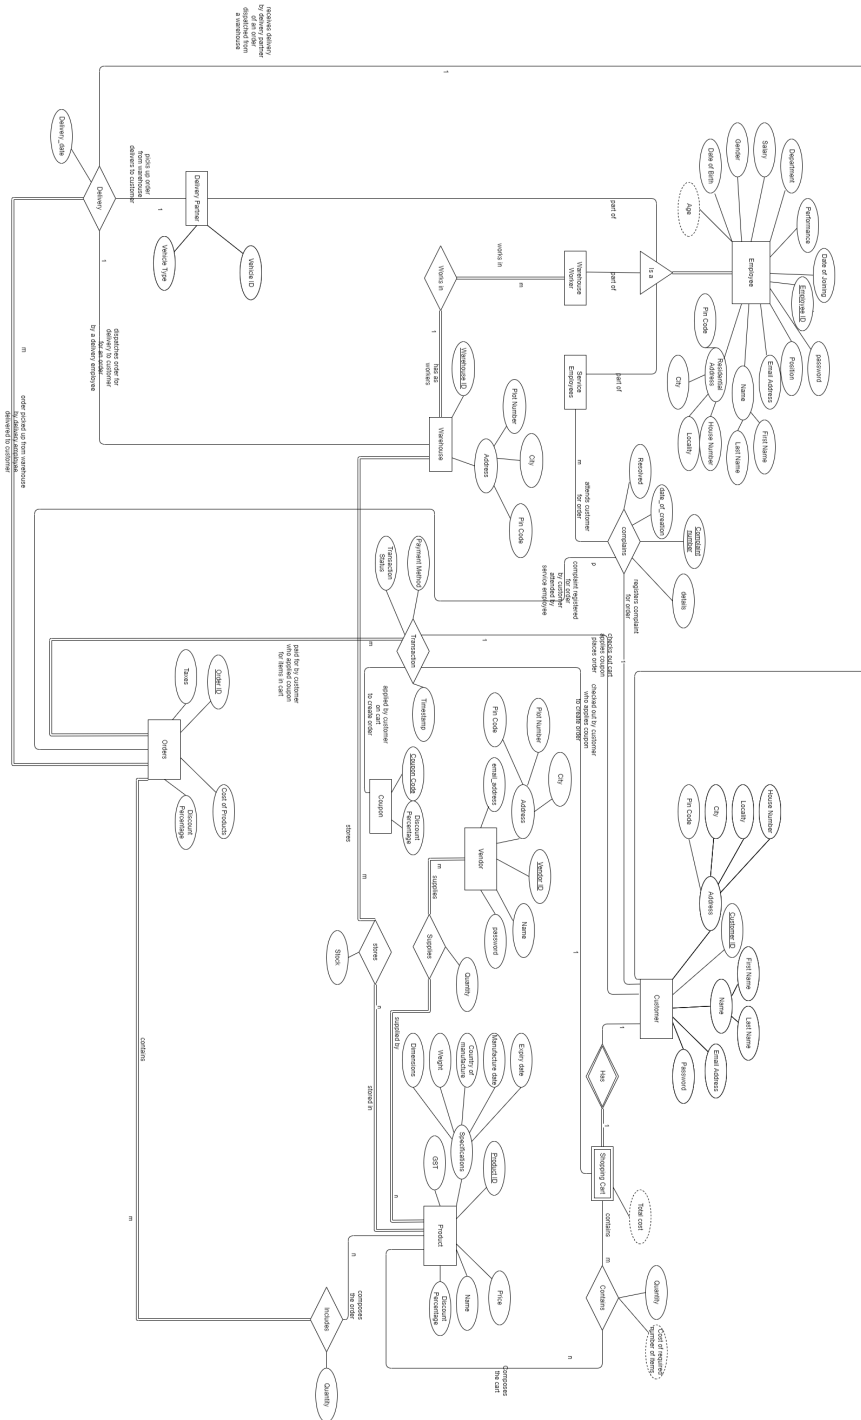 receives delivery
by delivery partner
of an order
dispatched from
a warehouse
1
Delivery_date
Delivery
picks up order
from warehouse
delivers to customer
1
Delivery Partner
Vehicle Type
Vehicle ID
part of
1
dispatches order for
delivery to customer
for an order
by a delivery employee
m
order picked up from warehouse
by delivery employee
delivered to customer
Date of Birth
Gender
Salary
Department
Performance
Date of Joining
Employee ID
password
Age
Employee
Is a
part of
Warehouse
Worker
m
works in
Works in
1
has as
workers
part of
Service
Employees
m
attends customer
for order
Pin Code
City
Residential
Address
Locality
House Number
Name
First Name
Last Name
Email Address
Position
Warehouse ID
Warehouse
Address
Plot Number
City
Pin Code
Resolved
date_of_creation
Complaint
number
complains
details
p
complaint registered
for order
by customer
attended by
service employee
registers complaint
for order
1
Payment Method
Transaction
Status
Transaction
Timestamp
m
1
checks out cart
applies coupon
places order
checked out by customer
who applies coupon
to create order
1
paid for by customer
who applied coupon
for items in cart
applied by customer
on cart
to create order
Coupon
Coupon Code
Discount
Percentage
Orders
Order ID
Taxes
Cost of Products
Discount
Percentage
Pin Code
Plot Number
City
Address
email_address
Vendor
Vendor ID
Name
password
m
supplies
Supplies
Quantity
supplied by
n
stores
m
stores
Stock
n
stored in
House Number
Locality
City
Pin Code
Address
Customer ID
First Name
Last Name
Name
Email Address
Password
Customer
1
Has
1
Shopping Cart
Total cost
contains
m
Contains
Quantity
Cost of required
number of items
n
Composes
the cart
Expiry date
Manufacture date
Country of
manufacture
Weight
Dimensions
Specifications
Product ID
GST
Product
Price
Name
Discount
Percentage
n
composes
the order
contains
m
Includes
Quantity